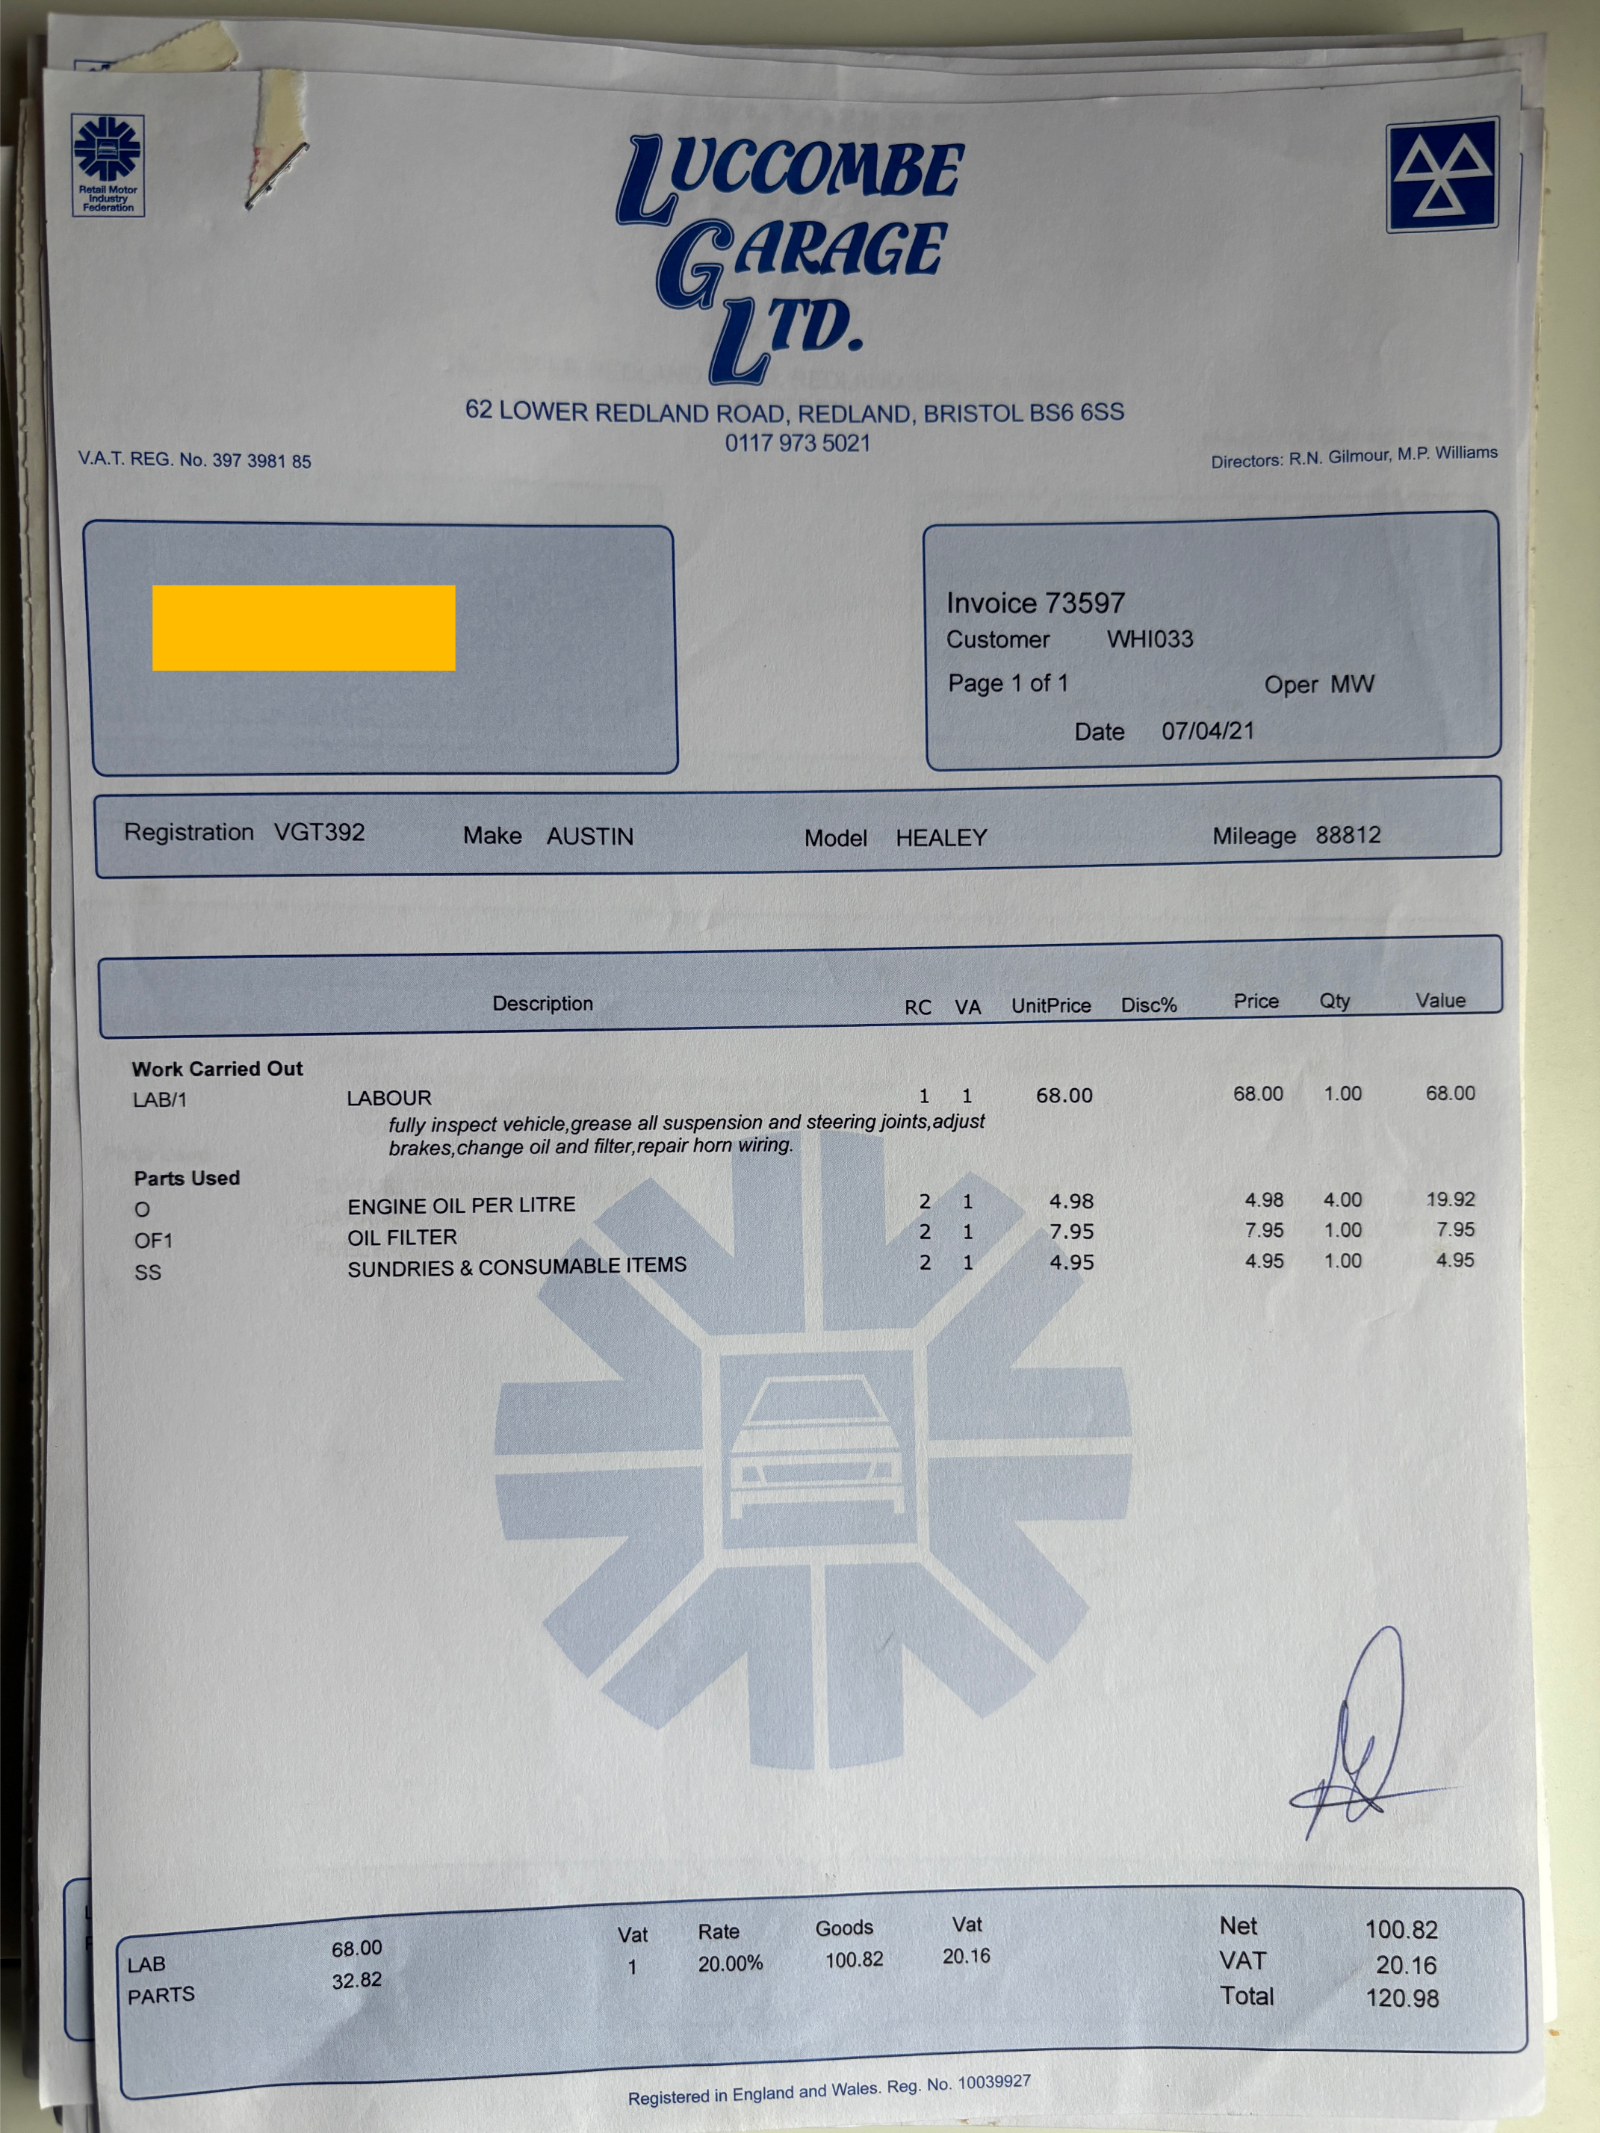 Retail Motor
Industry
Federation
LUCCOMBE
GARAGE
LTD.
62 LOWER REDLAND ROAD, REDLAND, BRISTOL BS6 6SS
0117 973 5021
V.A.T. REG. No. 397 3981 85
Directors: R.N. Gilmour, M.P. Williams
Invoice 73597
Customer WHI033
Page 1 of 1 Oper MW
Date 07/04/21
Registration VGT392 Make AUSTIN Model HEALEY Mileage 88812
Description RC VA UnitPrice Disc% Price Qty Value
Work Carried Out
LAB/1 LABOUR 1 1 68.00 68.00 1.00 68.00
fully inspect vehicle,grease all suspension and steering joints,adjust
brakes,change oil and filter,repair horn wiring.
Parts Used
O ENGINE OIL PER LITRE 2 1 4.98 4.98 4.00 19.92
OF1 OIL FILTER 2 1 7.95 7.95 1.00 7.95
SS SUNDRIES & CONSUMABLE ITEMS 2 1 4.95 4.95 1.00 4.95
Vat Rate Goods Vat Net 100.82
LAB 68.00 1 20.00% 100.82 20.16 VAT 20.16
PARTS 32.82 Total 120.98
Registered in England and Wales. Reg. No. 10039927